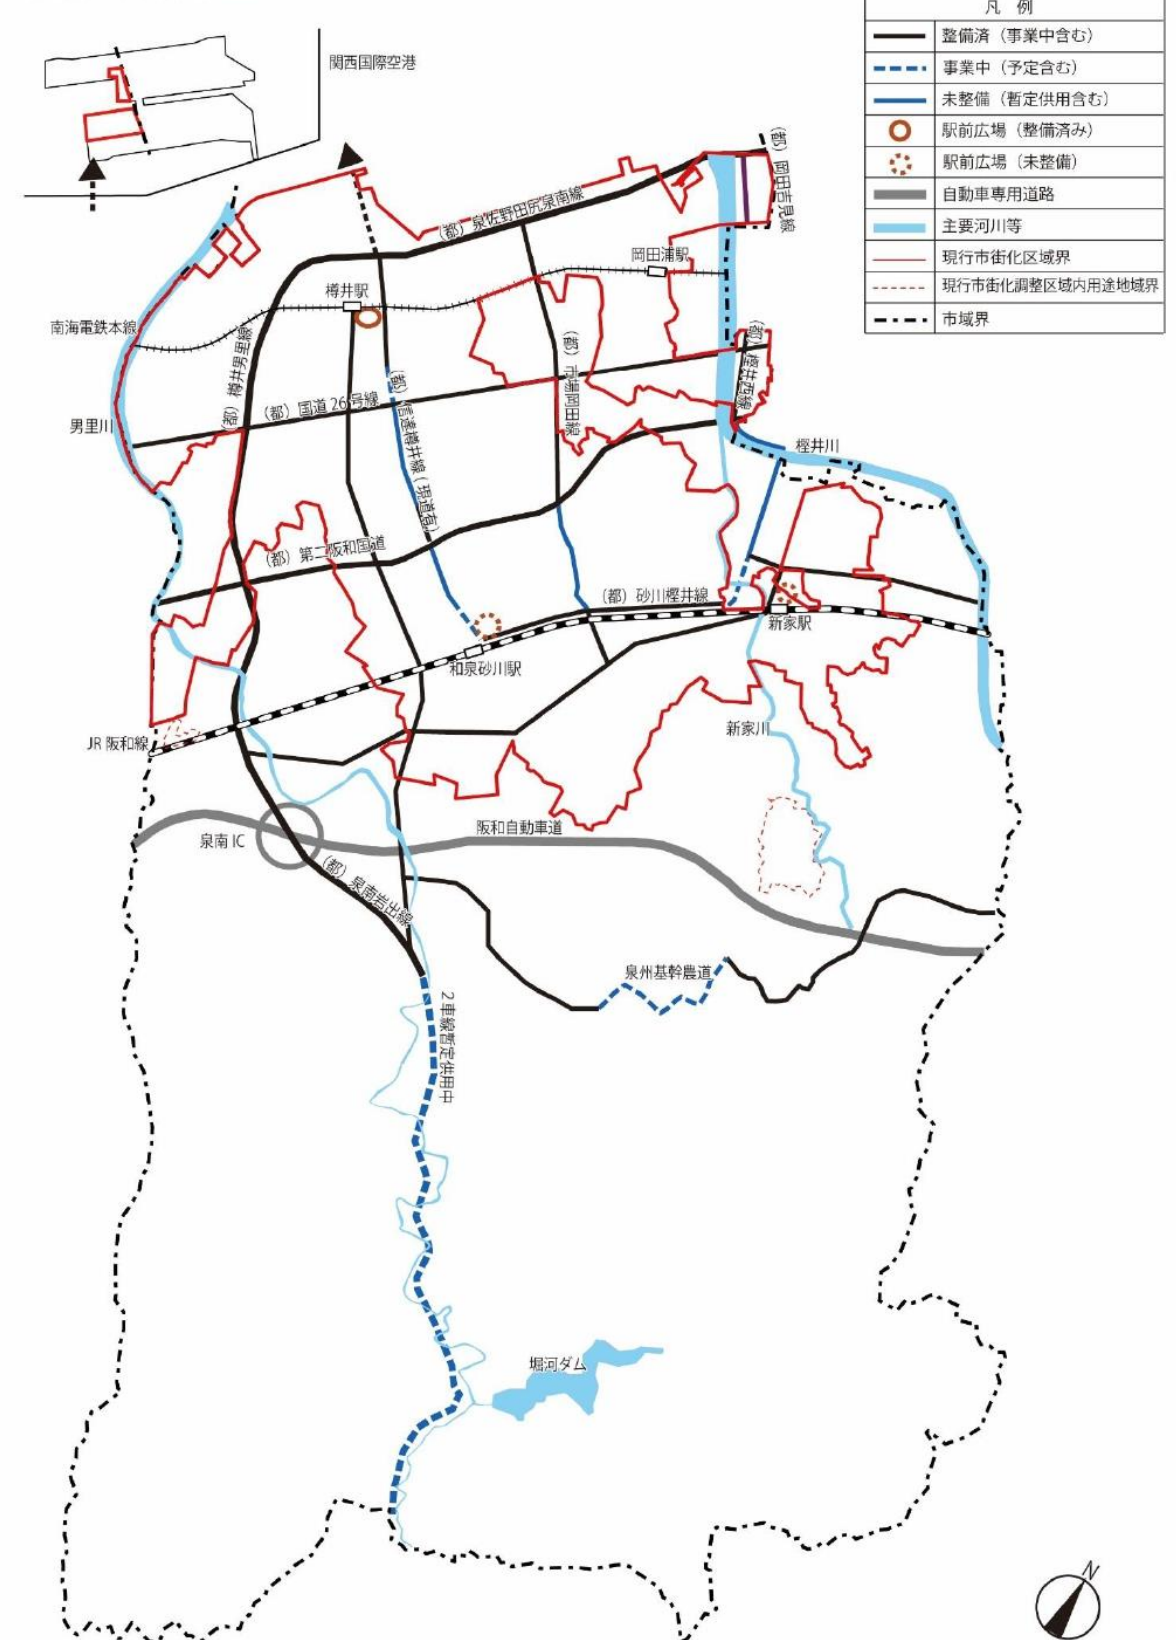 凡 例
整備済（事業中含む）
事業中（予定含む）
未整備（暫定供用含む）
駅前広場（整備済み）
駅前広場（未整備）
自動車専用道路
主要河川等
現行市街化区域界
現行市街化調整区域内用途地域界
市域界
関西国際空港
（都）岡田吉見線
（都）泉佐野田尻泉南線
岡田浦駅
樽井駅
南海電鉄本線
（都）樽井男里線
（都）国道26号線
（都）信達樽井線（現道有）
（都）市場岡田線
（都）樫井西線
男里川
樫井川
（都）第二阪和国道
（都）砂川樫井線
新家駅
和泉砂川駅
JR阪和線
新家川
泉南IC
阪和自動車道
（都）泉南岩出線
泉州基幹農道
2車線暫定供用中
堀河ダム
N